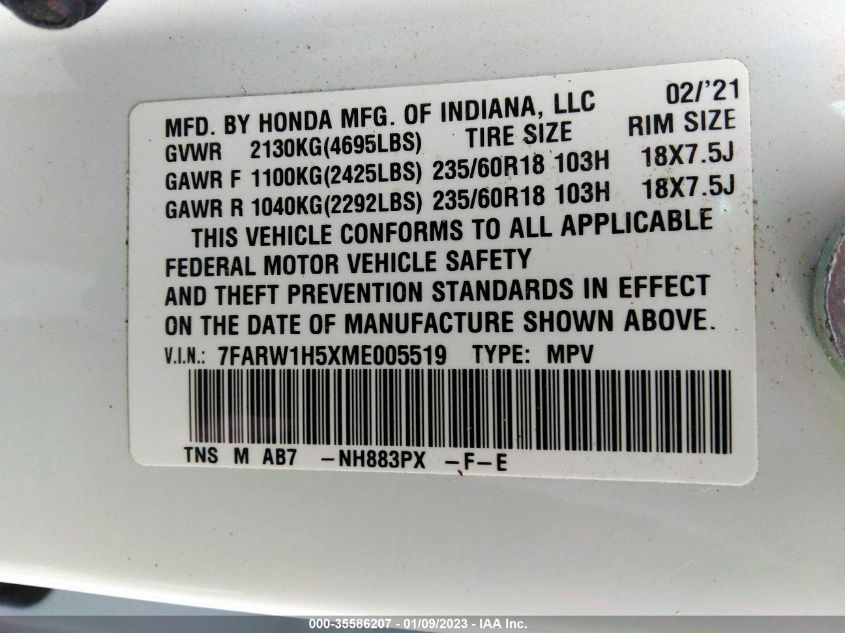 MFD. BY HONDA MFG. OF INDIANA, LLC 02/'21
GVWR 2130KG(4695LBS) TIRE SIZE RIM SIZE
GAWR F 1100KG(2425LBS) 235/60R18 103H 18X7.5J
GAWR R 1040KG(2292LBS) 235/60R18 103H 18X7.5J
THIS VEHICLE CONFORMS TO ALL APPLICABLE
FEDERAL MOTOR VEHICLE SAFETY
AND THEFT PREVENTION STANDARDS IN EFFECT
ON THE DATE OF MANUFACTURE SHOWN ABOVE.
V.I.N.: 7FARW1H5XME005519 TYPE: MPV
TNS M AB7 -NH883PX -F-E
000-35586207 - 01/09/2023 - IAA Inc.